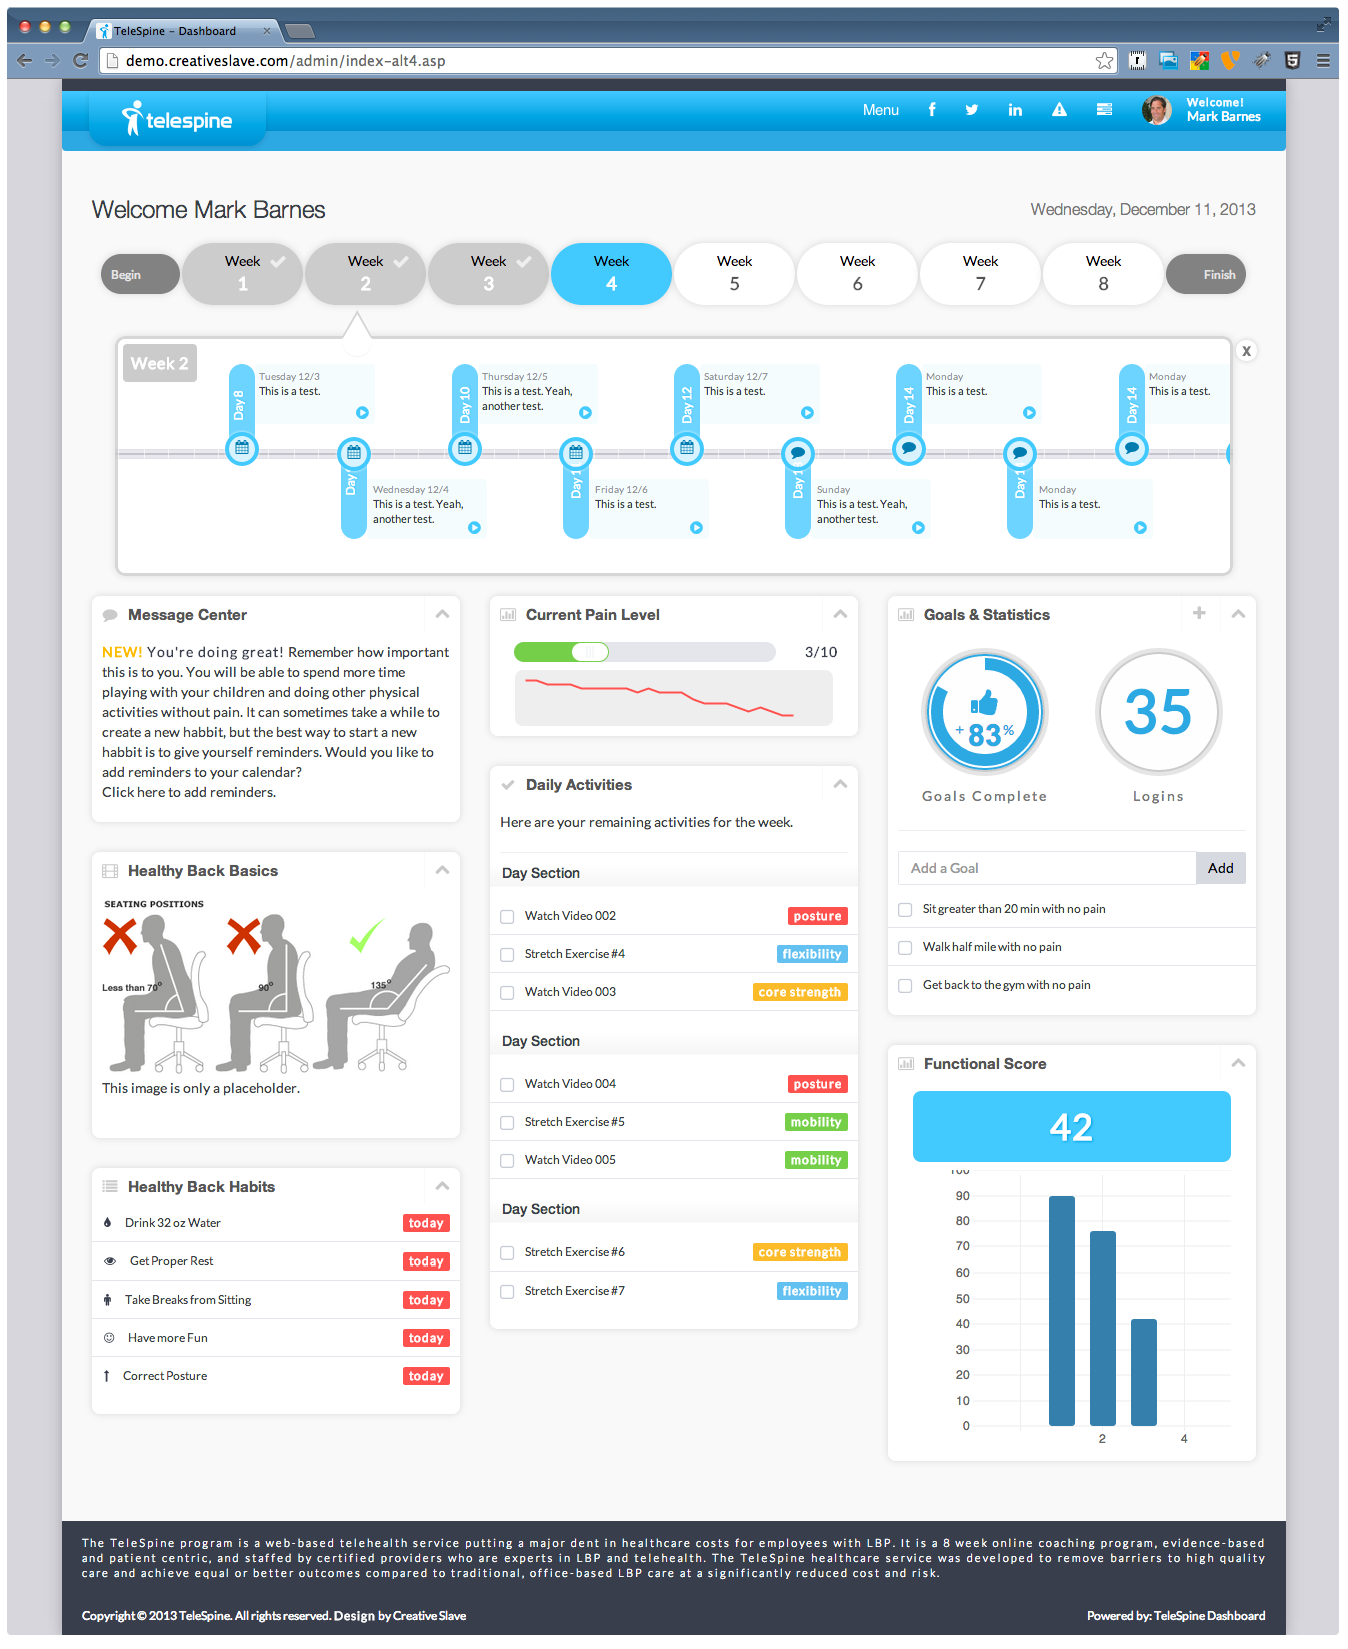 TeleSpine – Dashboard
demo.creativeslave.com/admin/index-alt4.asp
telespine
Menu
Welcome!
Mark Barnes
Welcome Mark Barnes
Wednesday, December 11, 2013
Begin
Week 1
Week 2
Week 3
Week 4
Week 5
Week 6
Week 7
Week 8
Finish
Week 2
X
Day 8
Tuesday 12/3
This is a test.
Day 10
Thursday 12/5
This is a test. Yeah,
another test.
Day 12
Saturday 12/7
This is a test.
Day 14
Monday
This is a test.
Day 14
Monday
This is a test.
Day
Wednesday 12/4
This is a test. Yeah,
another test.
Day 1
Friday 12/6
This is a test.
Day 1
Sunday
This is a test. Yeah,
another test.
Day 1
Monday
This is a test.
Message Center
NEW! You're doing great! Remember how important
this is to you. You will be able to spend more time
playing with your children and doing other physical
activities without pain. It can sometimes take a while to
create a new habbit, but the best way to start a new
habbit is to give yourself reminders. Would you like to
add reminders to your calendar?
Click here to add reminders.
Healthy Back Basics
SEATING POSITIONS
Less than 70°
90°
135°
This image is only a placeholder.
Healthy Back Habits
Drink 32 oz Water today
Get Proper Rest today
Take Breaks from Sitting today
Have more Fun today
Correct Posture today
Current Pain Level
3/10
Daily Activities
Here are your remaining activities for the week.
Day Section
Watch Video 002 posture
Stretch Exercise #4 flexibility
Watch Video 003 core strength
Day Section
Watch Video 004 posture
Stretch Exercise #5 mobility
Watch Video 005 mobility
Day Section
Stretch Exercise #6 core strength
Stretch Exercise #7 flexibility
Goals & Statistics
+ 83%
Goals Complete
35
Logins
Add a Goal
Add
Sit greater than 20 min with no pain
Walk half mile with no pain
Get back to the gym with no pain
Functional Score
42
100
90
80
70
60
50
40
30
20
10
0
2
4
The TeleSpine program is a web-based telehealth service putting a major dent in healthcare costs for employees with LBP. It is a 8 week online coaching program, evidence-based
and patient centric, and staffed by certified providers who are experts in LBP and telehealth. The TeleSpine healthcare service was developed to remove barriers to high quality
care and achieve equal or better outcomes compared to traditional, office-based LBP care at a significantly reduced cost and risk.
Copyright © 2013 TeleSpine. All rights reserved. Design by Creative Slave
Powered by: TeleSpine Dashboard